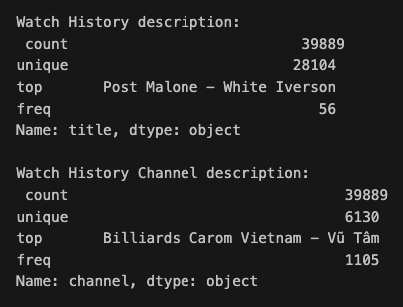 Watch History description:
count 39889
unique 28104
top Post Malone - White Iverson
freq 56
Name: title, dtype: object
Watch History Channel description:
count 39889
unique 6130
top Billiards Carom Vietnam - Vũ Tâm
freq 1105
Name: channel, dtype: object